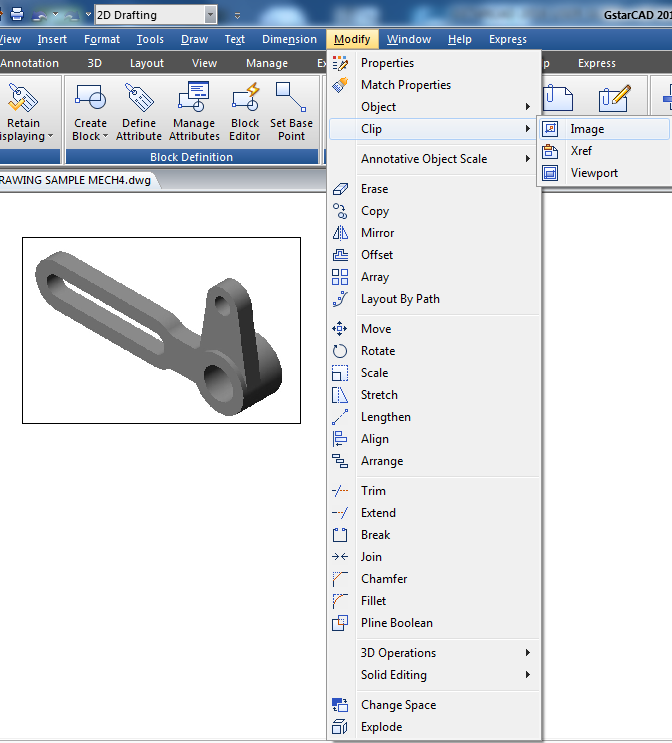 2D Drafting
GstarCAD 201
View Insert Format Tools Draw Text Dimension Modify Window Help Express
Annotation 3D Layout View Manage Express
Retain
Displaying
Create
Block
Define
Attribute
Manage
Attributes
Block
Editor
Set Base
Point
Block Definition
RAWING SAMPLE MECH4.dwg
Properties
Match Properties
Object
Clip
Image
Xref
Viewport
Annotative Object Scale
Erase
Copy
Mirror
Offset
Array
Layout By Path
Move
Rotate
Scale
Stretch
Lengthen
Align
Arrange
Trim
Extend
Break
Join
Chamfer
Fillet
Pline Boolean
3D Operations
Solid Editing
Change Space
Explode